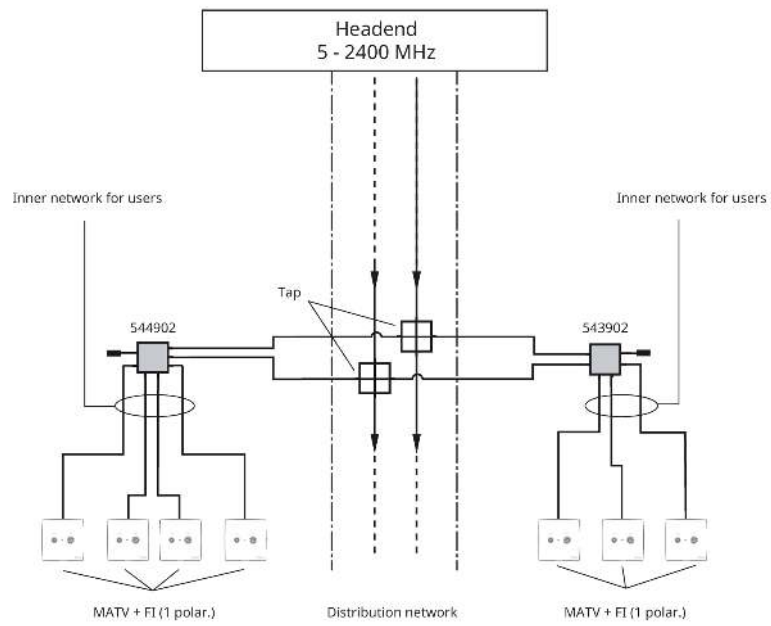 Headend
5 - 2400 MHz
Inner network for users
Inner network for users
Tap
544902
543902
MATV + FI (1 polar.)
Distribution network
MATV + FI (1 polar.)